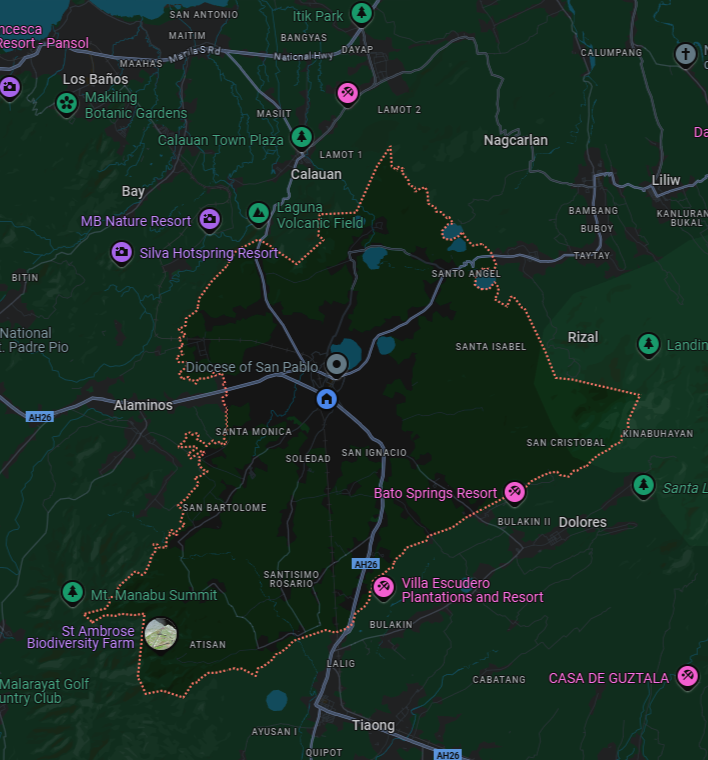 SAN ANTONIO
Itik Park
ncesca
Resort - Pansol
MAITIM
BANGYAS
DAYAP
MAAHAS
Marila S Rd
National Hwy
CALUMPANG
Los Baños
Makiling
Botanic Gardens
MASIIT
LAMOT 2
Calauan Town Plaza
LAMOT 1
Nagcarlan
Da
Calauan
Liliw
Bay
MB Nature Resort
Laguna
Volcanic Field
BAMBANG
KANLURAN
BUKAL
BUBOY
Silva Hotspring Resort
TAYTAY
BITIN
SANTO ANGEL
National
t. Padre Pio
SANTA ISABEL
Rizal
Landin
Diocese of San Pablo
AH26
Alaminos
SANTA MONICA
SOLEDAD
SAN IGNACIO
SAN CRISTOBAL
KINABUHAYAN
Bato Springs Resort
Santa L
SAN BARTOLOME
BULAKIN II
Dolores
AH26
SANTISIMO
ROSARIO
Villa Escudero
Plantations and Resort
Mt. Manabu Summit
BULAKIN
St Ambrose
Biodiversity Farm
ATISAN
LALIG
CABATANG
CASA DE GUZTALA
Malarayat Golf
untry Club
AYUSAN I
Tiaong
QUIPOT
AH26